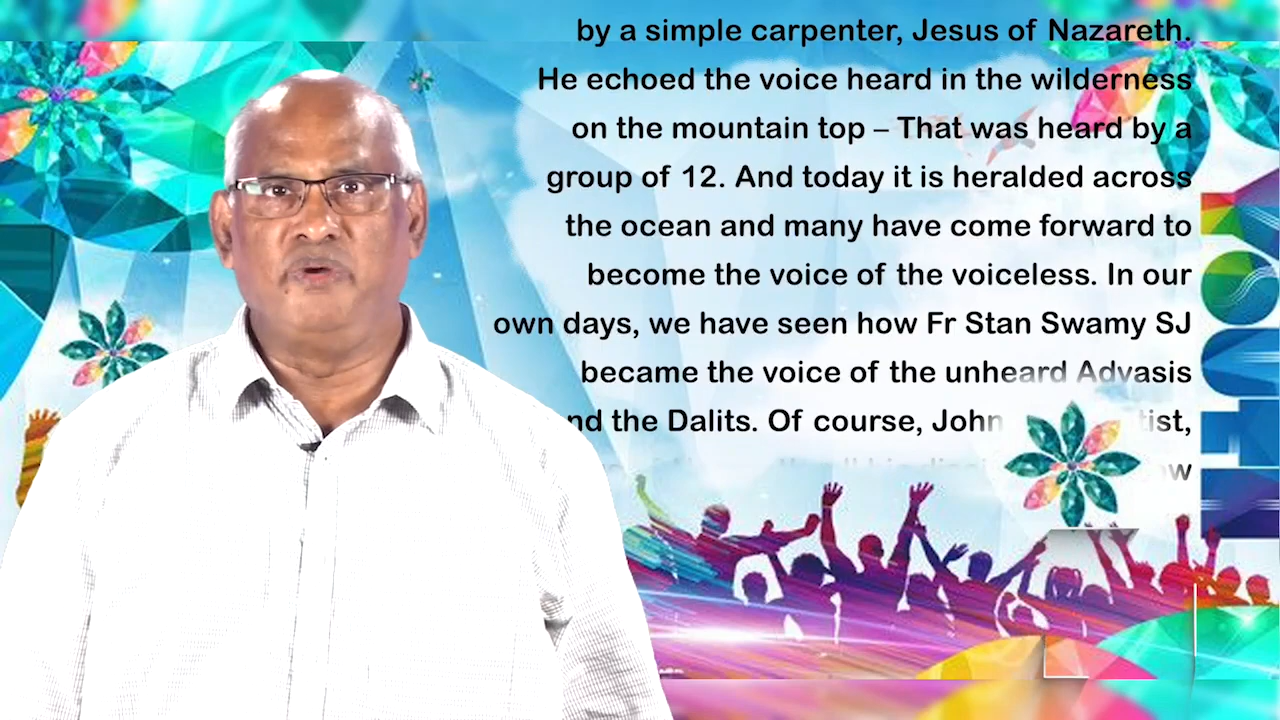 by a simple carpenter, Jesus of Nazareth.
He echoed the voice heard in the wilderness
on the mountain top – That was heard by a
group of 12. And today it is heralded across
the ocean and many have come forward to
become the voice of the voiceless. In our
own days, we have seen how Fr Stan Swamy SJ
became the voice of the unheard Advasis
the Dalits. Of course, John
YOUTH